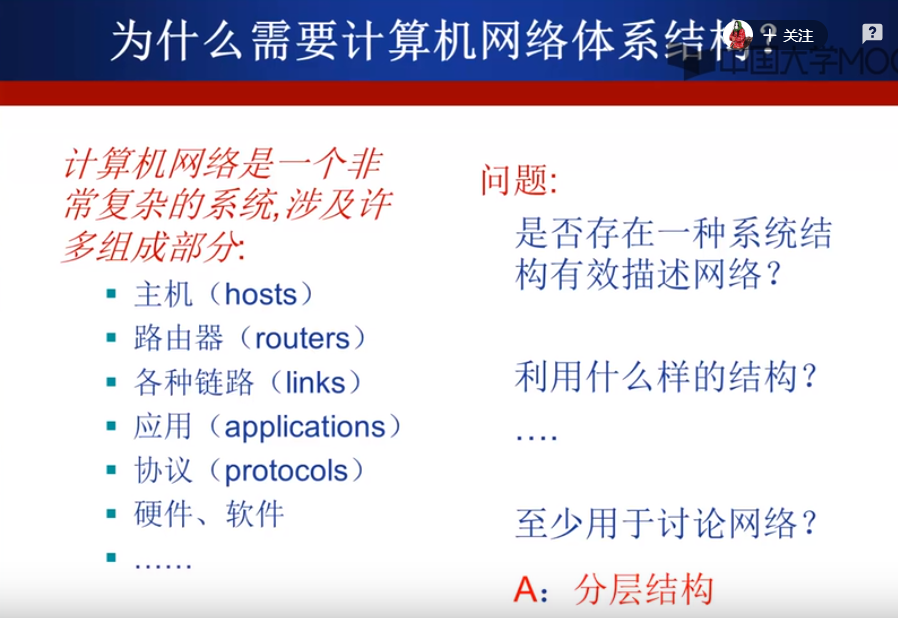 为什么需要计算机网络体系结构?
+ 关注
?
中国大学MOO
计算机网络是一个非
常复杂的系统,涉及许
多组成部分:
主机（hosts）
路由器（routers）
各种链路（links）
应用（applications）
协议（protocols）
硬件、软件
……
问题:
是否存在一种系统结
构有效描述网络?
利用什么样的结构?
….
至少用于讨论网络?
A: 分层结构